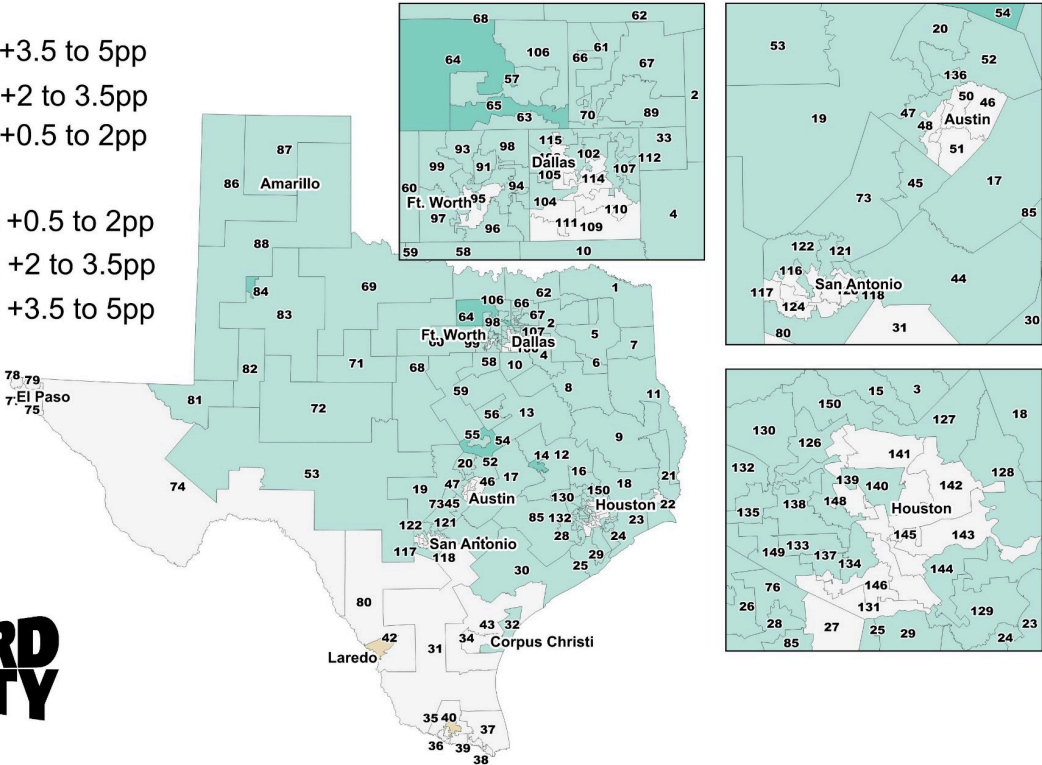 +3.5 to 5pp
+2 to 3.5pp
+0.5 to 2pp
+0.5 to 2pp
+2 to 3.5pp
+3.5 to 5pp
68 62
64 106 61 66 67
57 2
65 63 70 89
115 33
93 98 102 112
99 91 Dallas 107
105 114
60 94
Ft. Worth 95 104 110 4
97 96 111 109
59 58 10
54
53 20 52
136
50 46
19 47 48 Austin
51
73 45 17
85
122 121
116 44
117 San Antonio 118
124
80 31 30
87
86 Amarillo
88
84 69
83
106 62 1
64 66
98 67 2
Ft. Worth 107 5
99 Dallas 7
4
82 71 68 58 10 6
78 79
El Paso 81 59 8 11
75 72
56 13
55 54 9
74 53 20 52 14 12
19 47 46 17 16 21
130 150 18
73 45 Austin Houston 22
122 121 85 132 23
117 San Antonio 28 24
118 29
30 25
80
42 31 34 43 32
Laredo Corpus Christi
35 40 37
36 39 38
15 3
150 127 18
130 126
141
132 139 140 142 128
138 148
135 Houston
145 143
149 133 137 134 144
76 146
26 131 129
28 27 25 29 23
85 24
RD
TY